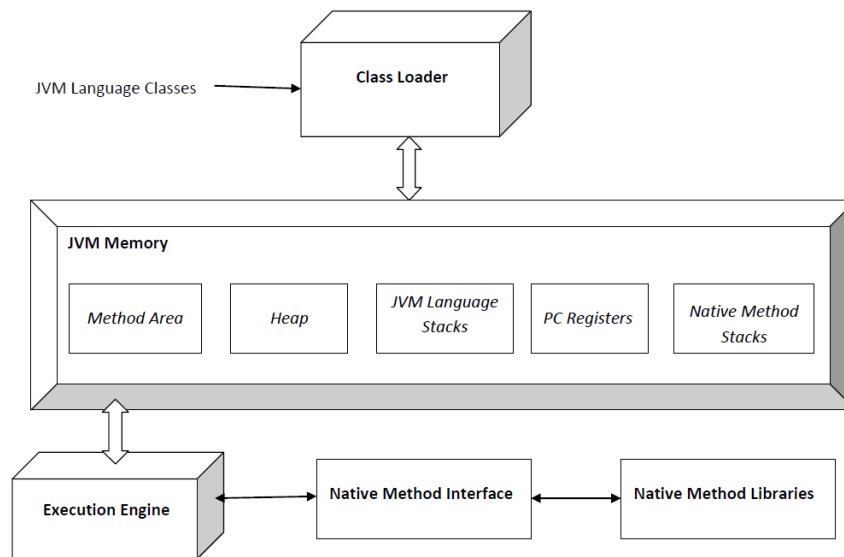 Class Loader
JVM Language Classes
JVM Memory
Method Area
Heap
JVM Language
Stacks
PC Registers
Native Method
Stacks
Execution Engine
Native Method Interface
Native Method Libraries